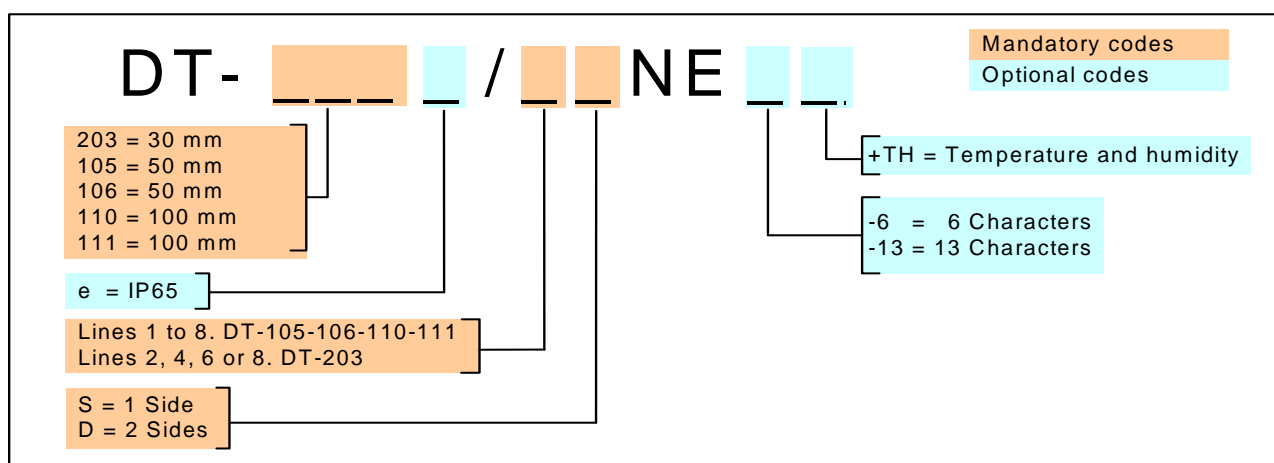 DT- ___ _ / _ _ NE _ _
Mandatory codes
Optional codes
203 = 30 mm
105 = 50 mm
106 = 50 mm
110 = 100 mm
111 = 100 mm
+TH = Temperature and humidity
-6 = 6 Characters
-13 = 13 Characters
e = IP65
Lines 1 to 8. DT-105-106-110-111
Lines 2, 4, 6 or 8. DT-203
S = 1 Side
D = 2 Sides